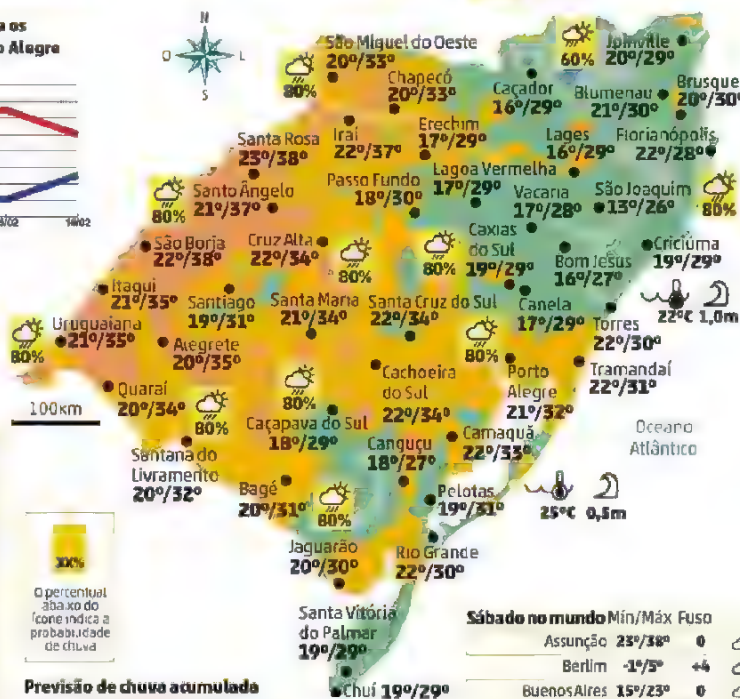 a os
o Alegre
N
O
L
S
14/02
80%
São Miguel do Oeste
20º/33º
60%
Joinville
20º/29º
Chapecó
20º/33º
Caçador
16º/29º
Blumenau
21º/30º
Brusque
20º/30º
Santa Rosa
23º/38º
Iraí
22º/37º
Erechim
17º/29º
Lages
16º/29º
Florianópolis
22º/28º
80%
Santo Ângelo
21º/37º
Passo Fundo
18º/30º
Lagoa Vermelha
17º/29º
Vacaria
17º/28º
São Joaquim
13º/26º
80%
São Borja
22º/38º
Cruz Alta
22º/34º
80%
80%
Caxias
do Sul
19º/29º
Bom Jesus
16º/27º
Criciúma
19º/29º
Itaqui
21º/35º
Santiago
19º/31º
Santa Maria
21º/34º
Santa Cruz do Sul
22º/34º
Canela
17º/29º
22ºC 1,0m
Torres
22º/30º
80%
Uruguaiana
21º/35º
Alegrete
20º/35º
80%
Porto
Alegre
21º/32º
Tramandaí
22º/31º
Quaraí
20º/34º
80%
80%
Cachoeira
do Sul
22º/34º
100km
Caçapava do Sul
18º/29º
Canguçu
18º/27º
Camaquã
22º/33º
Oceano
Atlântico
Santana do
Livramento
20º/32º
Bagé
20º/31º
80%
Pelotas
19º/31º
25ºC 0,5m
Jaguarão
20º/30º
Rio Grande
22º/30º
XX%
O percentual
abaixo do
ícone indica a
probabilidade
de chuva
Santa Vitória
do Palmar
19º/29º
Chuí 19º/29º
Sábado no mundo Mín/Máx Fuso
Assunção 23º/38º 0
Berlim -1º/5º +4
Buenos Aires 15º/23º 0
Previsão de chuva acumulada